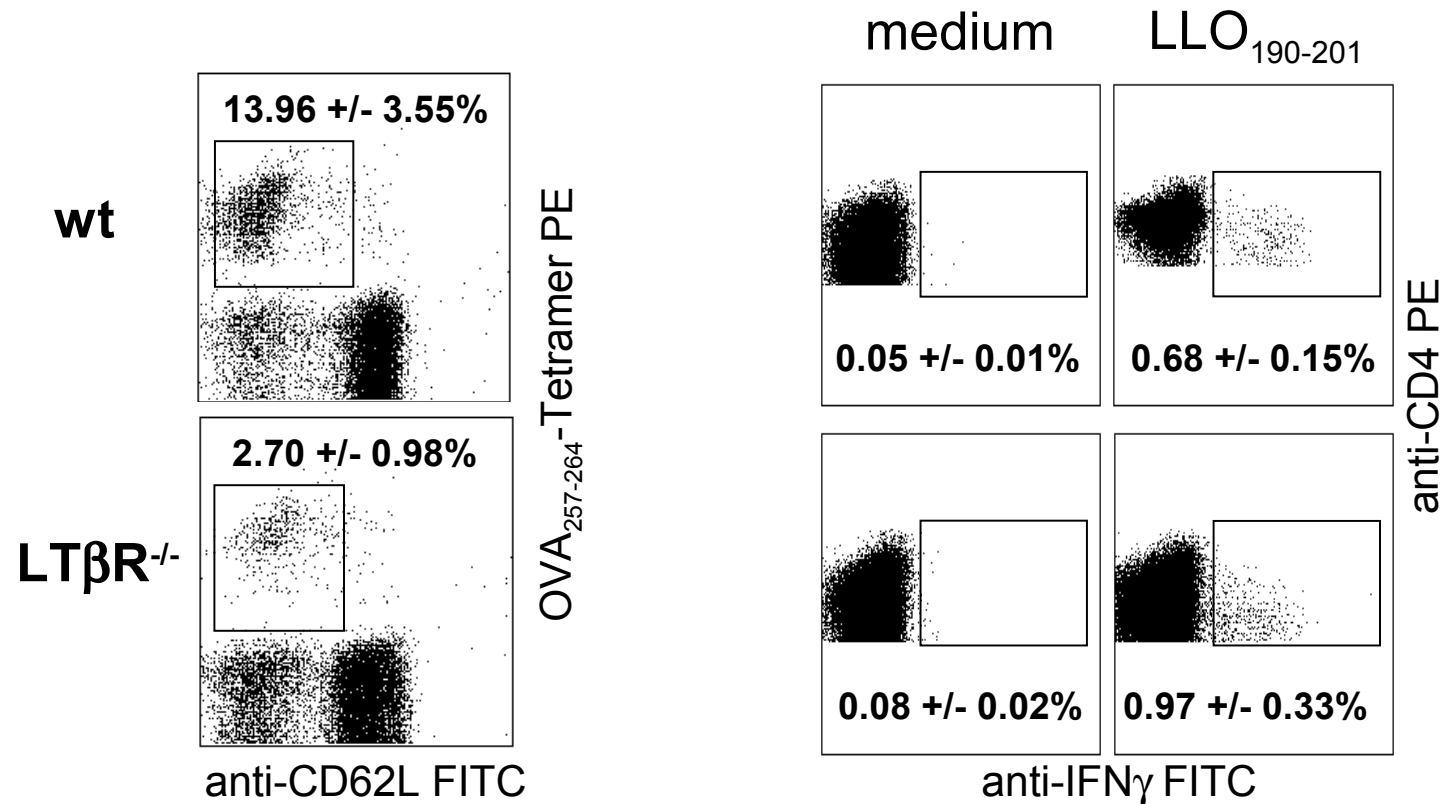 medium
LLO190-201
wt
13.96 +/- 3.55%
OVA257-264-Tetramer PE
0.05 +/- 0.01%
0.68 +/- 0.15%
anti-CD4 PE
LTβR-/-
2.70 +/- 0.98%
0.08 +/- 0.02%
0.97 +/- 0.33%
anti-CD62L FITC
anti-IFNγ FITC